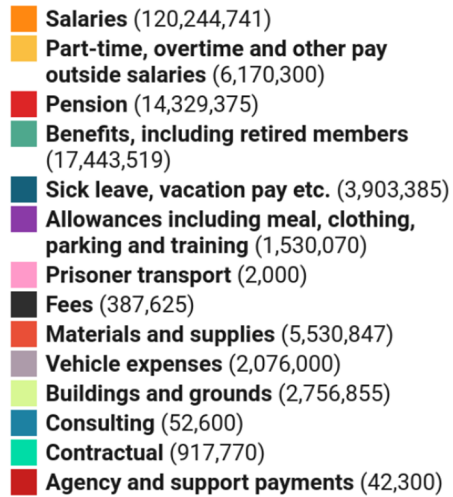 Salaries (120,244,741)
Part-time, overtime and other pay
outside salaries (6,170,300)
Pension (14,329,375)
Benefits, including retired members
(17,443,519)
Sick leave, vacation pay etc. (3,903,385)
Allowances including meal, clothing,
parking and training (1,530,070)
Prisoner transport (2,000)
Fees (387,625)
Materials and supplies (5,530,847)
Vehicle expenses (2,076,000)
Buildings and grounds (2,756,855)
Consulting (52,600)
Contractual (917,770)
Agency and support payments (42,300)